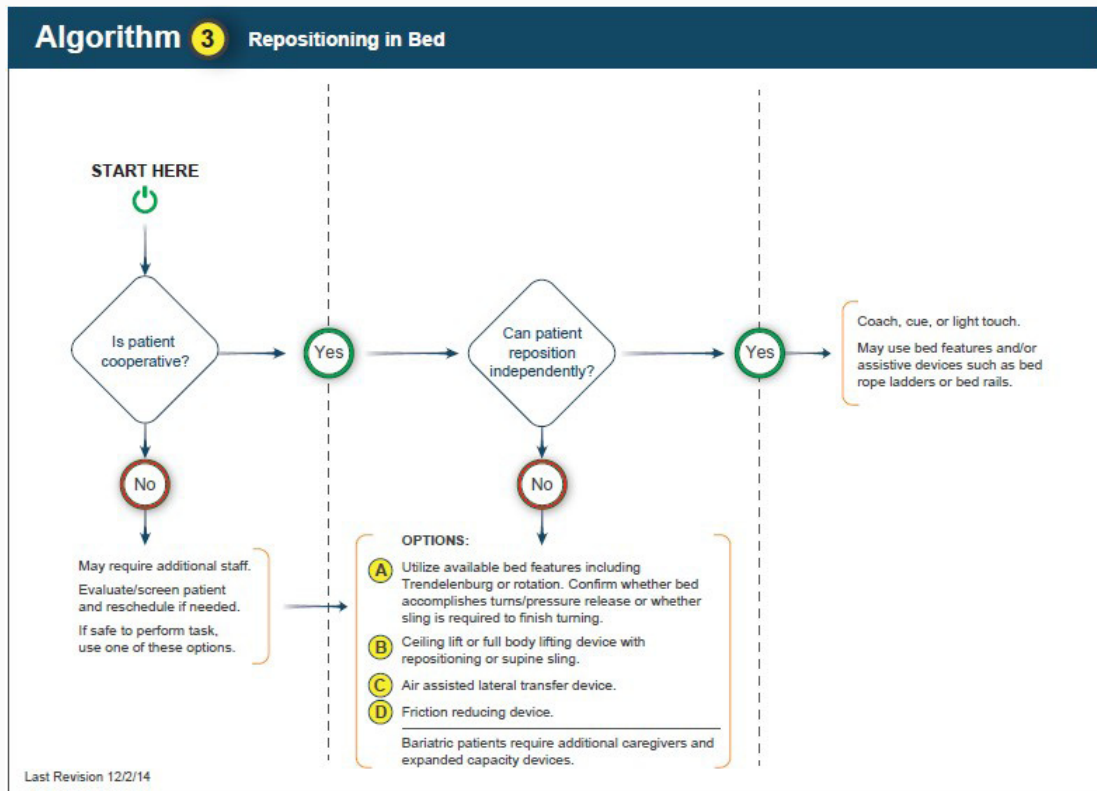 Algorithm 3 Repositioning in Bed
START HERE
Is patient
cooperative?
Yes
Can patient
reposition
independently?
Yes
Coach, cue, or light touch.
May use bed features and/or
assistive devices such as bed
rope ladders or bed rails.
No
May require additional staff.
Evaluate/screen patient
and reschedule if needed.
If safe to perform task,
use one of these options.
No
OPTIONS:
A Utilize available bed features including
Trendelenburg or rotation. Confirm whether bed
accomplishes turns/pressure release or whether
sling is required to finish turning.
B Ceiling lift or full body lifting device with
repositioning or supine sling.
C Air assisted lateral transfer device.
D Friction reducing device.
Bariatric patients require additional caregivers and
expanded capacity devices.
Last Revision 12/2/14